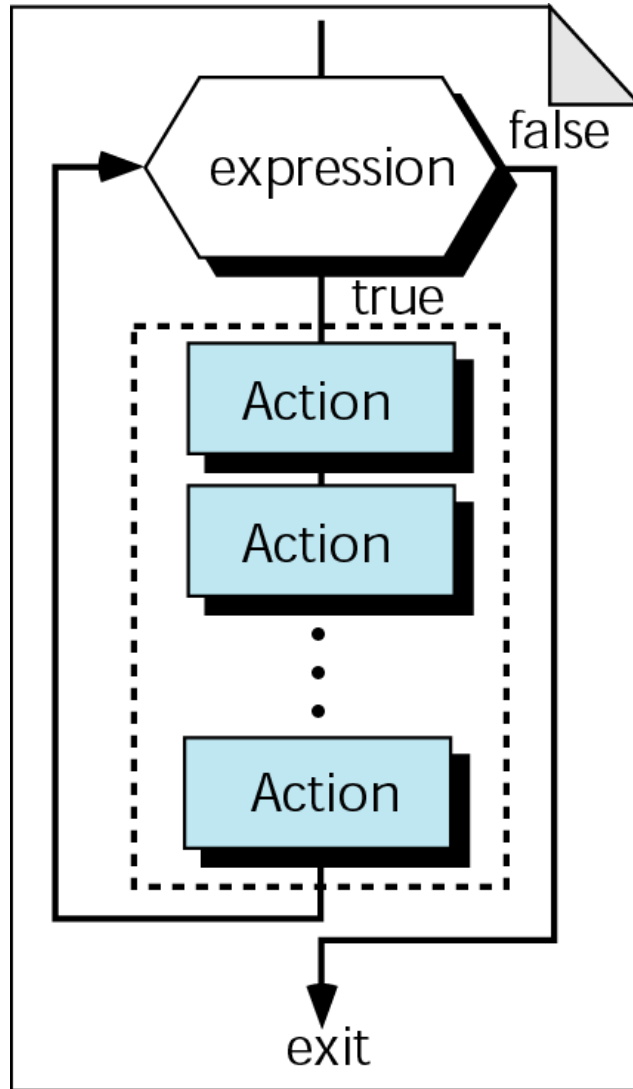 false
expression
true
Action
Action
Action
exit